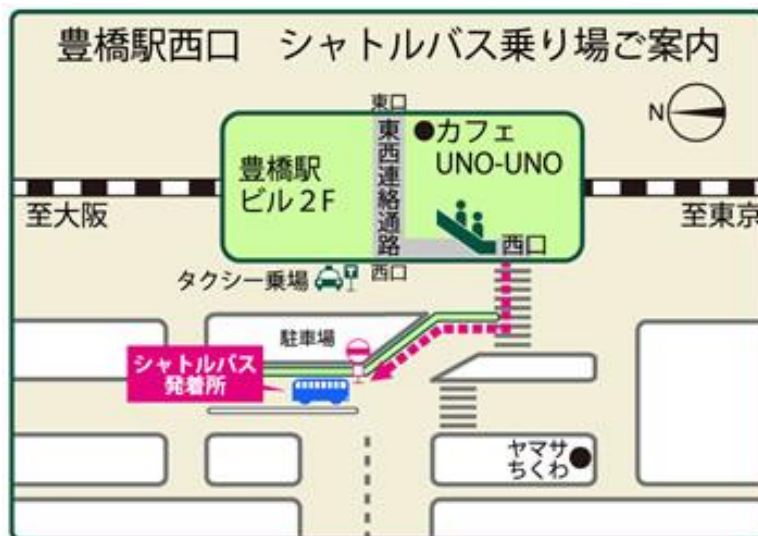 豊橋駅西口 シャトルバス乗り場ご案内
東口
N
東西連絡通路
カフェ
UNO-UNO
豊橋駅
ビル2F
至大阪
至東京
西口
西口
タクシー乗場
駐車場
シャトルバス
発着所
ヤマサ
ちくわ